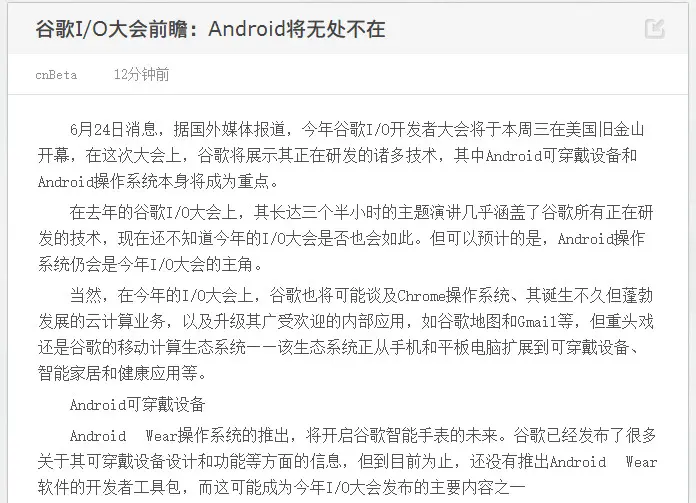 谷歌I/O大会前瞻：Android将无处不在
cnBeta 12分钟前
6月24日消息，据国外媒体报道，今年谷歌I/O开发者大会将于本周三在美国旧金山
开幕，在这次大会上，谷歌将展示其正在研发的诸多技术，其中Android可穿戴设备和
Android操作系统本身将成为重点。
在去年的谷歌I/O大会上，其长达三个半小时的主题演讲几乎涵盖了谷歌所有正在研
发的技术，现在还不知道今年的I/O大会是否也会如此。但可以预计的是，Android操作
系统仍会是今年I/O大会的主角。
当然，在今年的I/O大会上，谷歌也将可能谈及Chrome操作系统、其诞生不久但蓬勃
发展的云计算业务，以及升级其广受欢迎的内部应用，如谷歌地图和Gmail等，但重头戏
还是谷歌的移动计算生态系统——该生态系统正从手机和平板电脑扩展到可穿戴设备、
智能家居和健康应用等。
Android可穿戴设备
Android Wear操作系统的推出，将开启谷歌智能手表的未来。谷歌已经发布了很多
关于其可穿戴设备设计和功能等方面的信息，但到目前为止，还没有推出Android Wear
软件的开发者工具包，而这可能成为今年I/O大会发布的主要内容之一